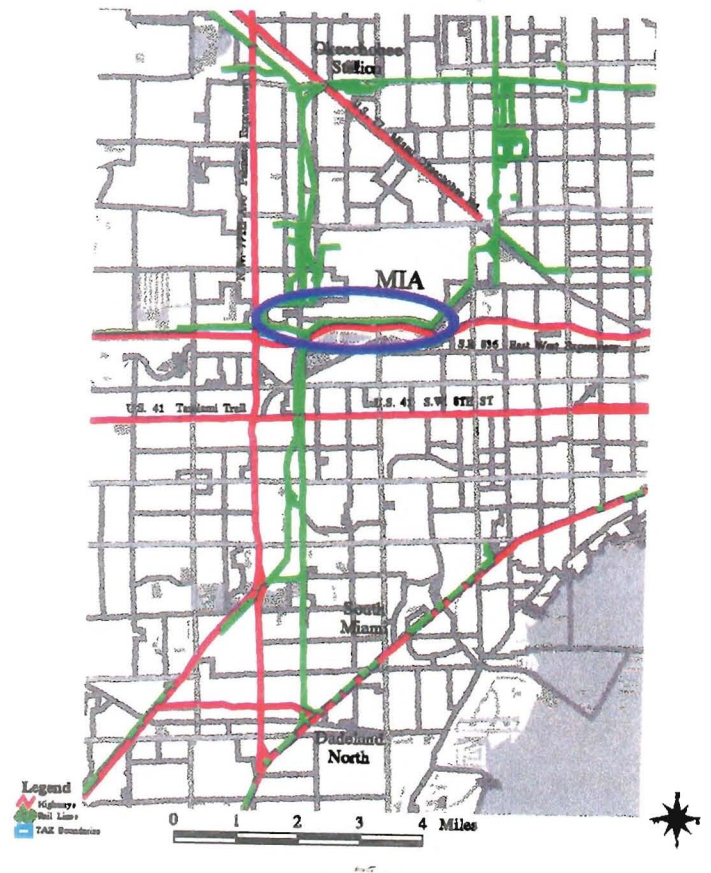 Okeechobee
Station
MIA
S.R 836 East West Expressway
U.S. 41 Tamiami Trail
U.S. 41 S.W. 8TH ST
South
Miami
Dadeland
North
Legend
Highways
Rail Lines
TAZ Boundaries
0 1 2 3 4 Miles